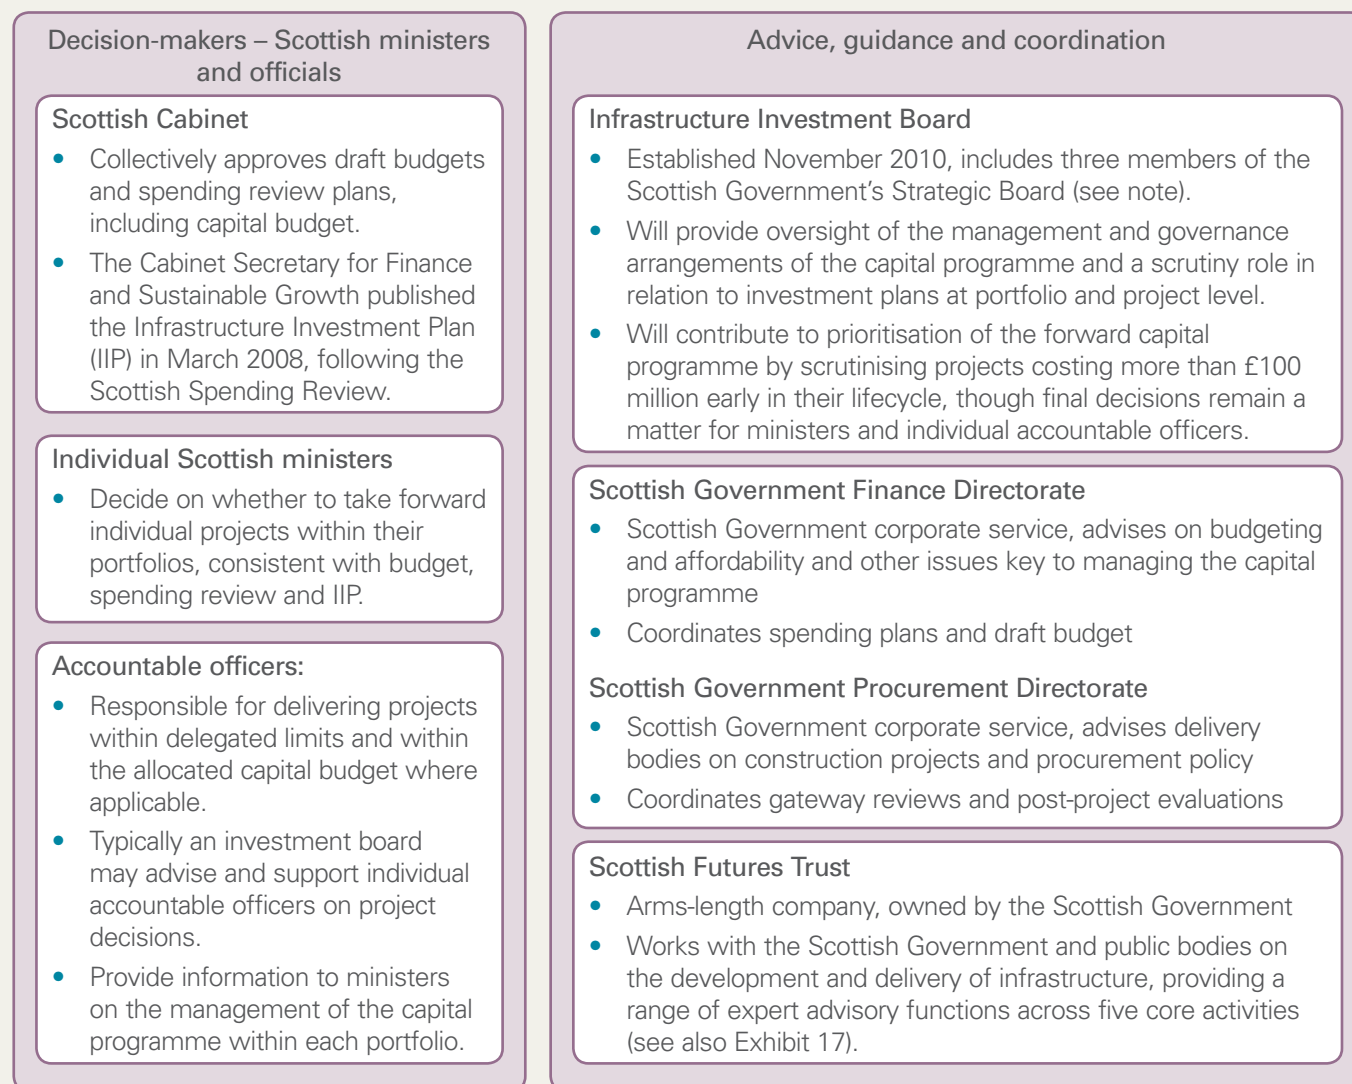 Decision-makers – Scottish ministers
and officials
Scottish Cabinet
• Collectively approves draft budgets
and spending review plans,
including capital budget.
• The Cabinet Secretary for Finance
and Sustainable Growth published
the Infrastructure Investment Plan
(IIP) in March 2008, following the
Scottish Spending Review.
Individual Scottish ministers
• Decide on whether to take forward
individual projects within their
portfolios, consistent with budget,
spending review and IIP.
Accountable officers:
• Responsible for delivering projects
within delegated limits and within
the allocated capital budget where
applicable.
• Typically an investment board
may advise and support individual
accountable officers on project
decisions.
• Provide information to ministers
on the management of the capital
programme within each portfolio.
Advice, guidance and coordination
Infrastructure Investment Board
• Established November 2010, includes three members of the
Scottish Government's Strategic Board (see note).
• Will provide oversight of the management and governance
arrangements of the capital programme and a scrutiny role in
relation to investment plans at portfolio and project level.
• Will contribute to prioritisation of the forward capital
programme by scrutinising projects costing more than £100
million early in their lifecycle, though final decisions remain a
matter for ministers and individual accountable officers.
Scottish Government Finance Directorate
• Scottish Government corporate service, advises on budgeting
and affordability and other issues key to managing the capital
programme
• Coordinates spending plans and draft budget
Scottish Government Procurement Directorate
• Scottish Government corporate service, advises delivery
bodies on construction projects and procurement policy
• Coordinates gateway reviews and post-project evaluations
Scottish Futures Trust
• Arms-length company, owned by the Scottish Government
• Works with the Scottish Government and public bodies on
the development and delivery of infrastructure, providing a
range of expert advisory functions across five core activities
(see also Exhibit 17).